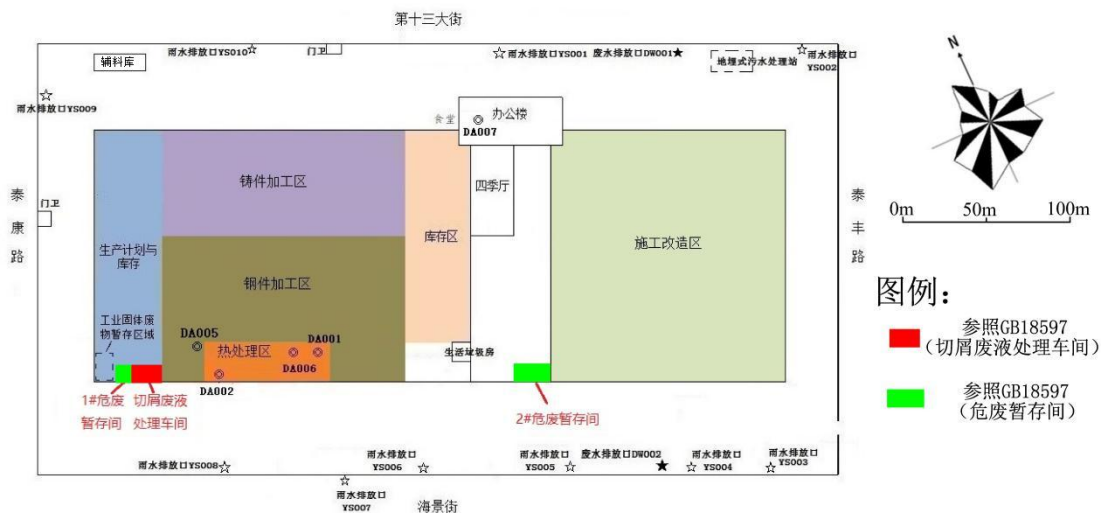 第十三大街
雨水排放口YS010
门卫
雨水排放口YS001
废水排放口DW001
地埋式污水处理站
雨水排放口
YS002
辅料库
雨水排放口YS009
N
食堂
办公楼
DA007
铸件加工区
四季厅
泰康路
门卫
库存区
施工改造区
泰丰路
0m
50m
100m
生产计划与
库存
钢件加工区
图例：
工业固体废
物暂存区域
DA005
热处理区
DA001
DA006
生活垃圾房
DA002
参照GB18597
（切屑废液处理车间）
1#危废
暂存间
切屑废液
处理车间
2#危废暂存间
参照GB18597
（危废暂存间）
雨水排放口YS008
雨水排放口
YS006
雨水排放口
YS005
废水排放口DW002
雨水排放口
YS004
雨水排放口
YS003
雨水排放口
YS007
海景街